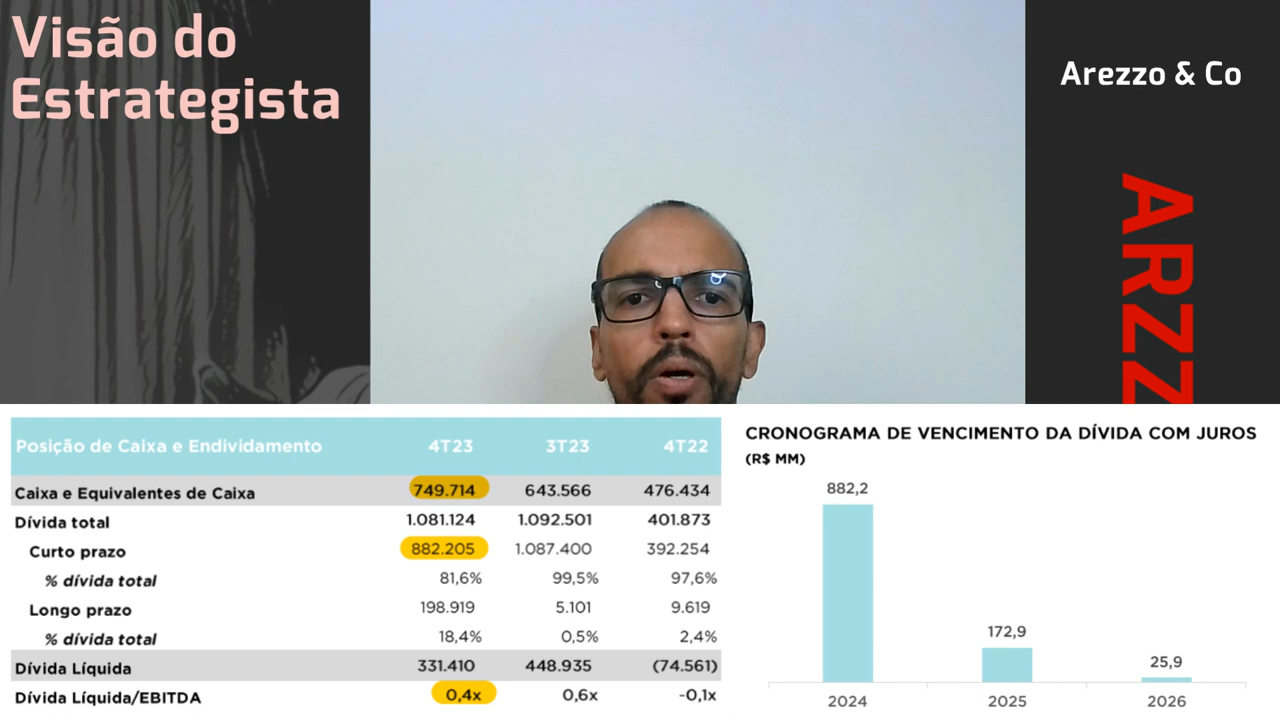 Visão do
Estrategista
Arezzo & Co
ARZZ
Posição de Caixa e Endividamento 4T23 3T23 4T22
Caixa e Equivalentes de Caixa 749.714 643.566 476.434
Dívida total 1.081.124 1.092.501 401.873
Curto prazo 882.205 1.087.400 392.254
% dívida total 81,6% 99,5% 97,6%
Longo prazo 198.919 5.101 9.619
% dívida total 18,4% 0,5% 2,4%
Dívida Líquida 331.410 448.935 (74.561)
Dívida Líquida/EBITDA 0,4x 0,6x -0,1x
CRONOGRAMA DE VENCIMENTO DA DÍVIDA COM JUROS
(R$ MM)
882,2
172,9
25,9
2024 2025 2026